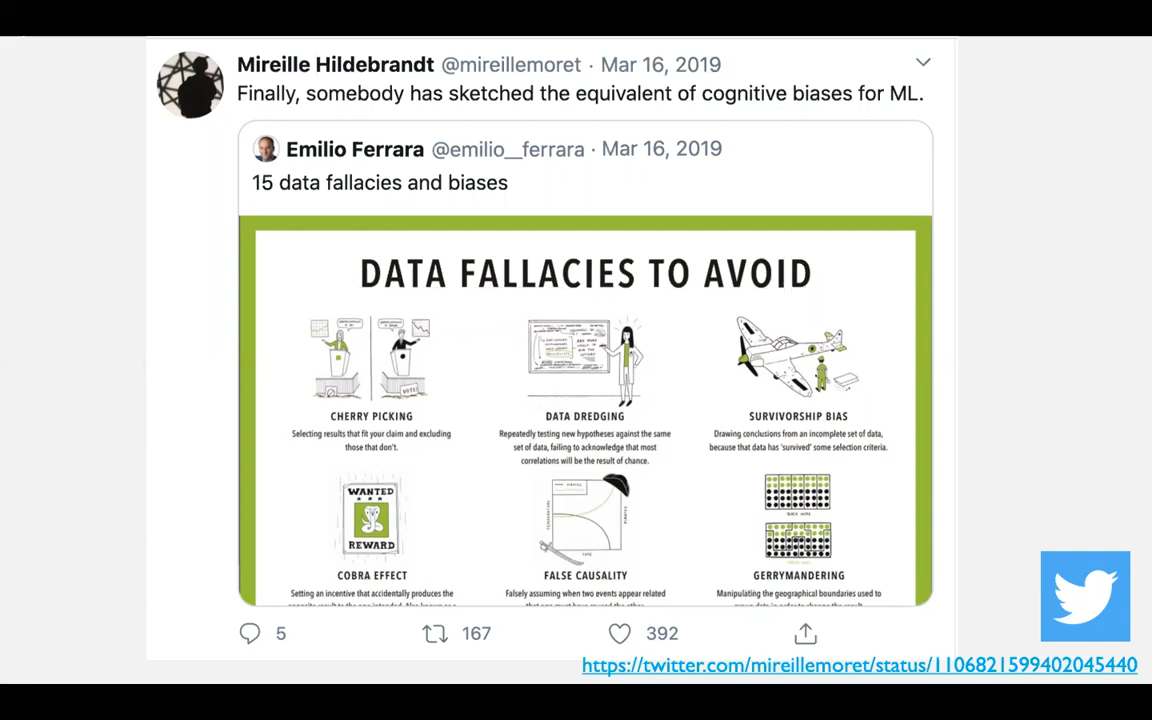 Mireille Hildebrandt @mireillemoret · Mar 16, 2019
Finally, somebody has sketched the equivalent of cognitive biases for ML.
Emilio Ferrara @emilio__ferrara · Mar 16, 2019
15 data fallacies and biases
DATA FALLACIES TO AVOID
VOTE!
CHERRY PICKING
Selecting results that fit your claim and excluding
those that don't.
DATA DREDGING
Repeatedly testing new hypotheses against the same
set of data, failing to acknowledge that most
correlations will be the result of chance.
SURVIVORSHIP BIAS
Drawing conclusions from an incomplete set of data,
because that data has 'survived' some selection criteria.
WANTED
REWARD
COBRA EFFECT
Setting an incentive that accidentally produces the
PIRATES
TEMPERATURE
PIRATES
TIME
FALSE CAUSALITY
Falsely assuming when two events appear related
GERRYMANDERING
Manipulating the geographical boundaries used to
5 167 392
https://twitter.com/mireillemoret/status/1106821599402045440